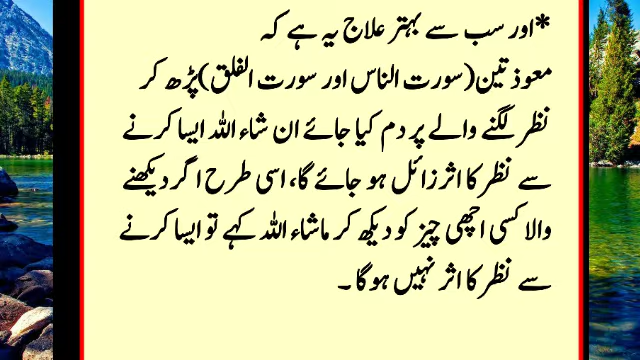 *اور سب سے بہتر علاج یہ ہے کہ
معوذتین(سورت الناس اور سورت الفلق)پڑھ کر
نظر لگنے والے پر دم کیا جائے ان شاء اللہ ایسا کرنے
سے نظر کا اثر زائل ہو جائے گا، اسی طرح اگر دیکھنے
والا کسی اچھی چیز کو دیکھ کر ماشاء اللہ کہے تو ایسا کرنے
سے نظر کا اثر نہیں ہوگا۔